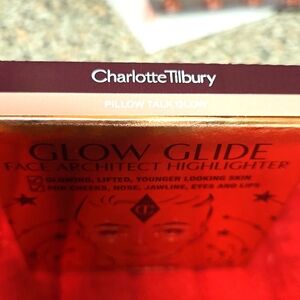 CharlotteTilbury
PILLOW TALK GLOW
GLOW GLIDE
FACE ARCHITECT HIGHLIGHTER
GLOWING, LIFTED, YOUNGER LOOKING SKIN
FOR CHEEKS, NOSE, JAWLINE, EYES AND LIPS
CT